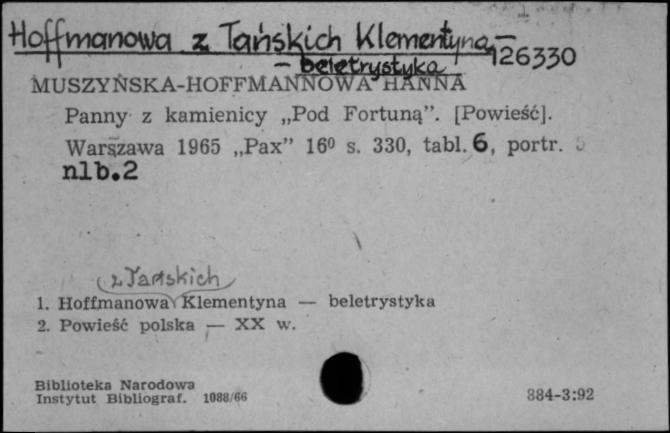 Hoffmanowa z Tańskich Klementyna –
– beletrystyka 126330
MUSZYŃSKA-HOFFMANNOWA HANNA
Panny z kamienicy „Pod Fortuną”. [Powieść].
Warszawa 1965 „Pax” 16⁰ s. 330, tabl. 6, portr.
nlb.2
z Tańskich
1. Hoffmanowa Klementyna — beletrystyka
2. Powieść polska — XX w.
Biblioteka Narodowa
Instytut Bibliograf. 1088/66
884-3:92